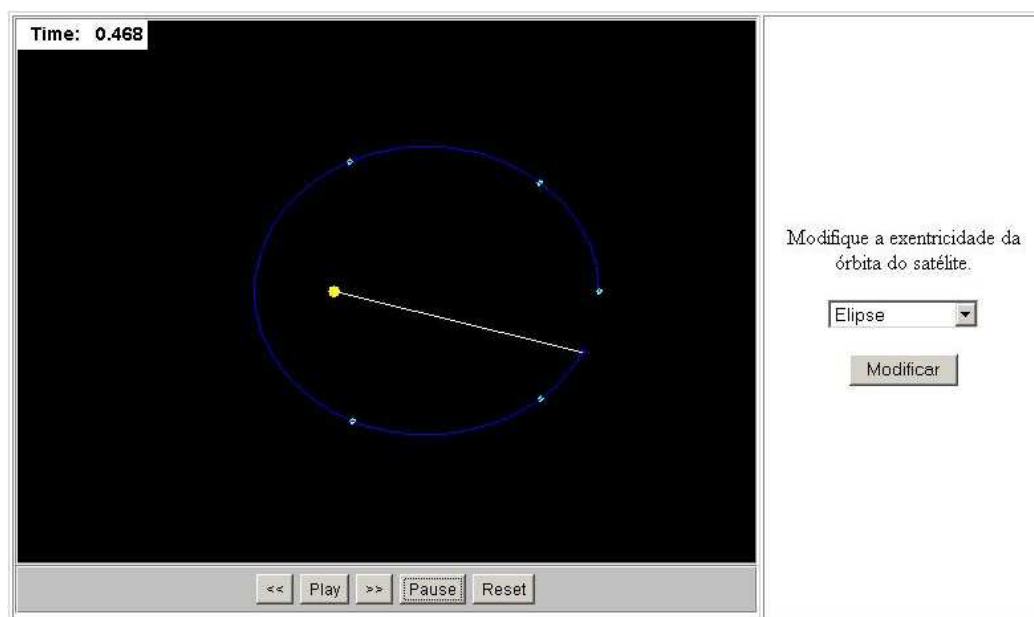 Time: 0.468
Modifique a exentricidade da
órbita do satélite.
Elipse
Modificar
<< Play >> Pause Reset